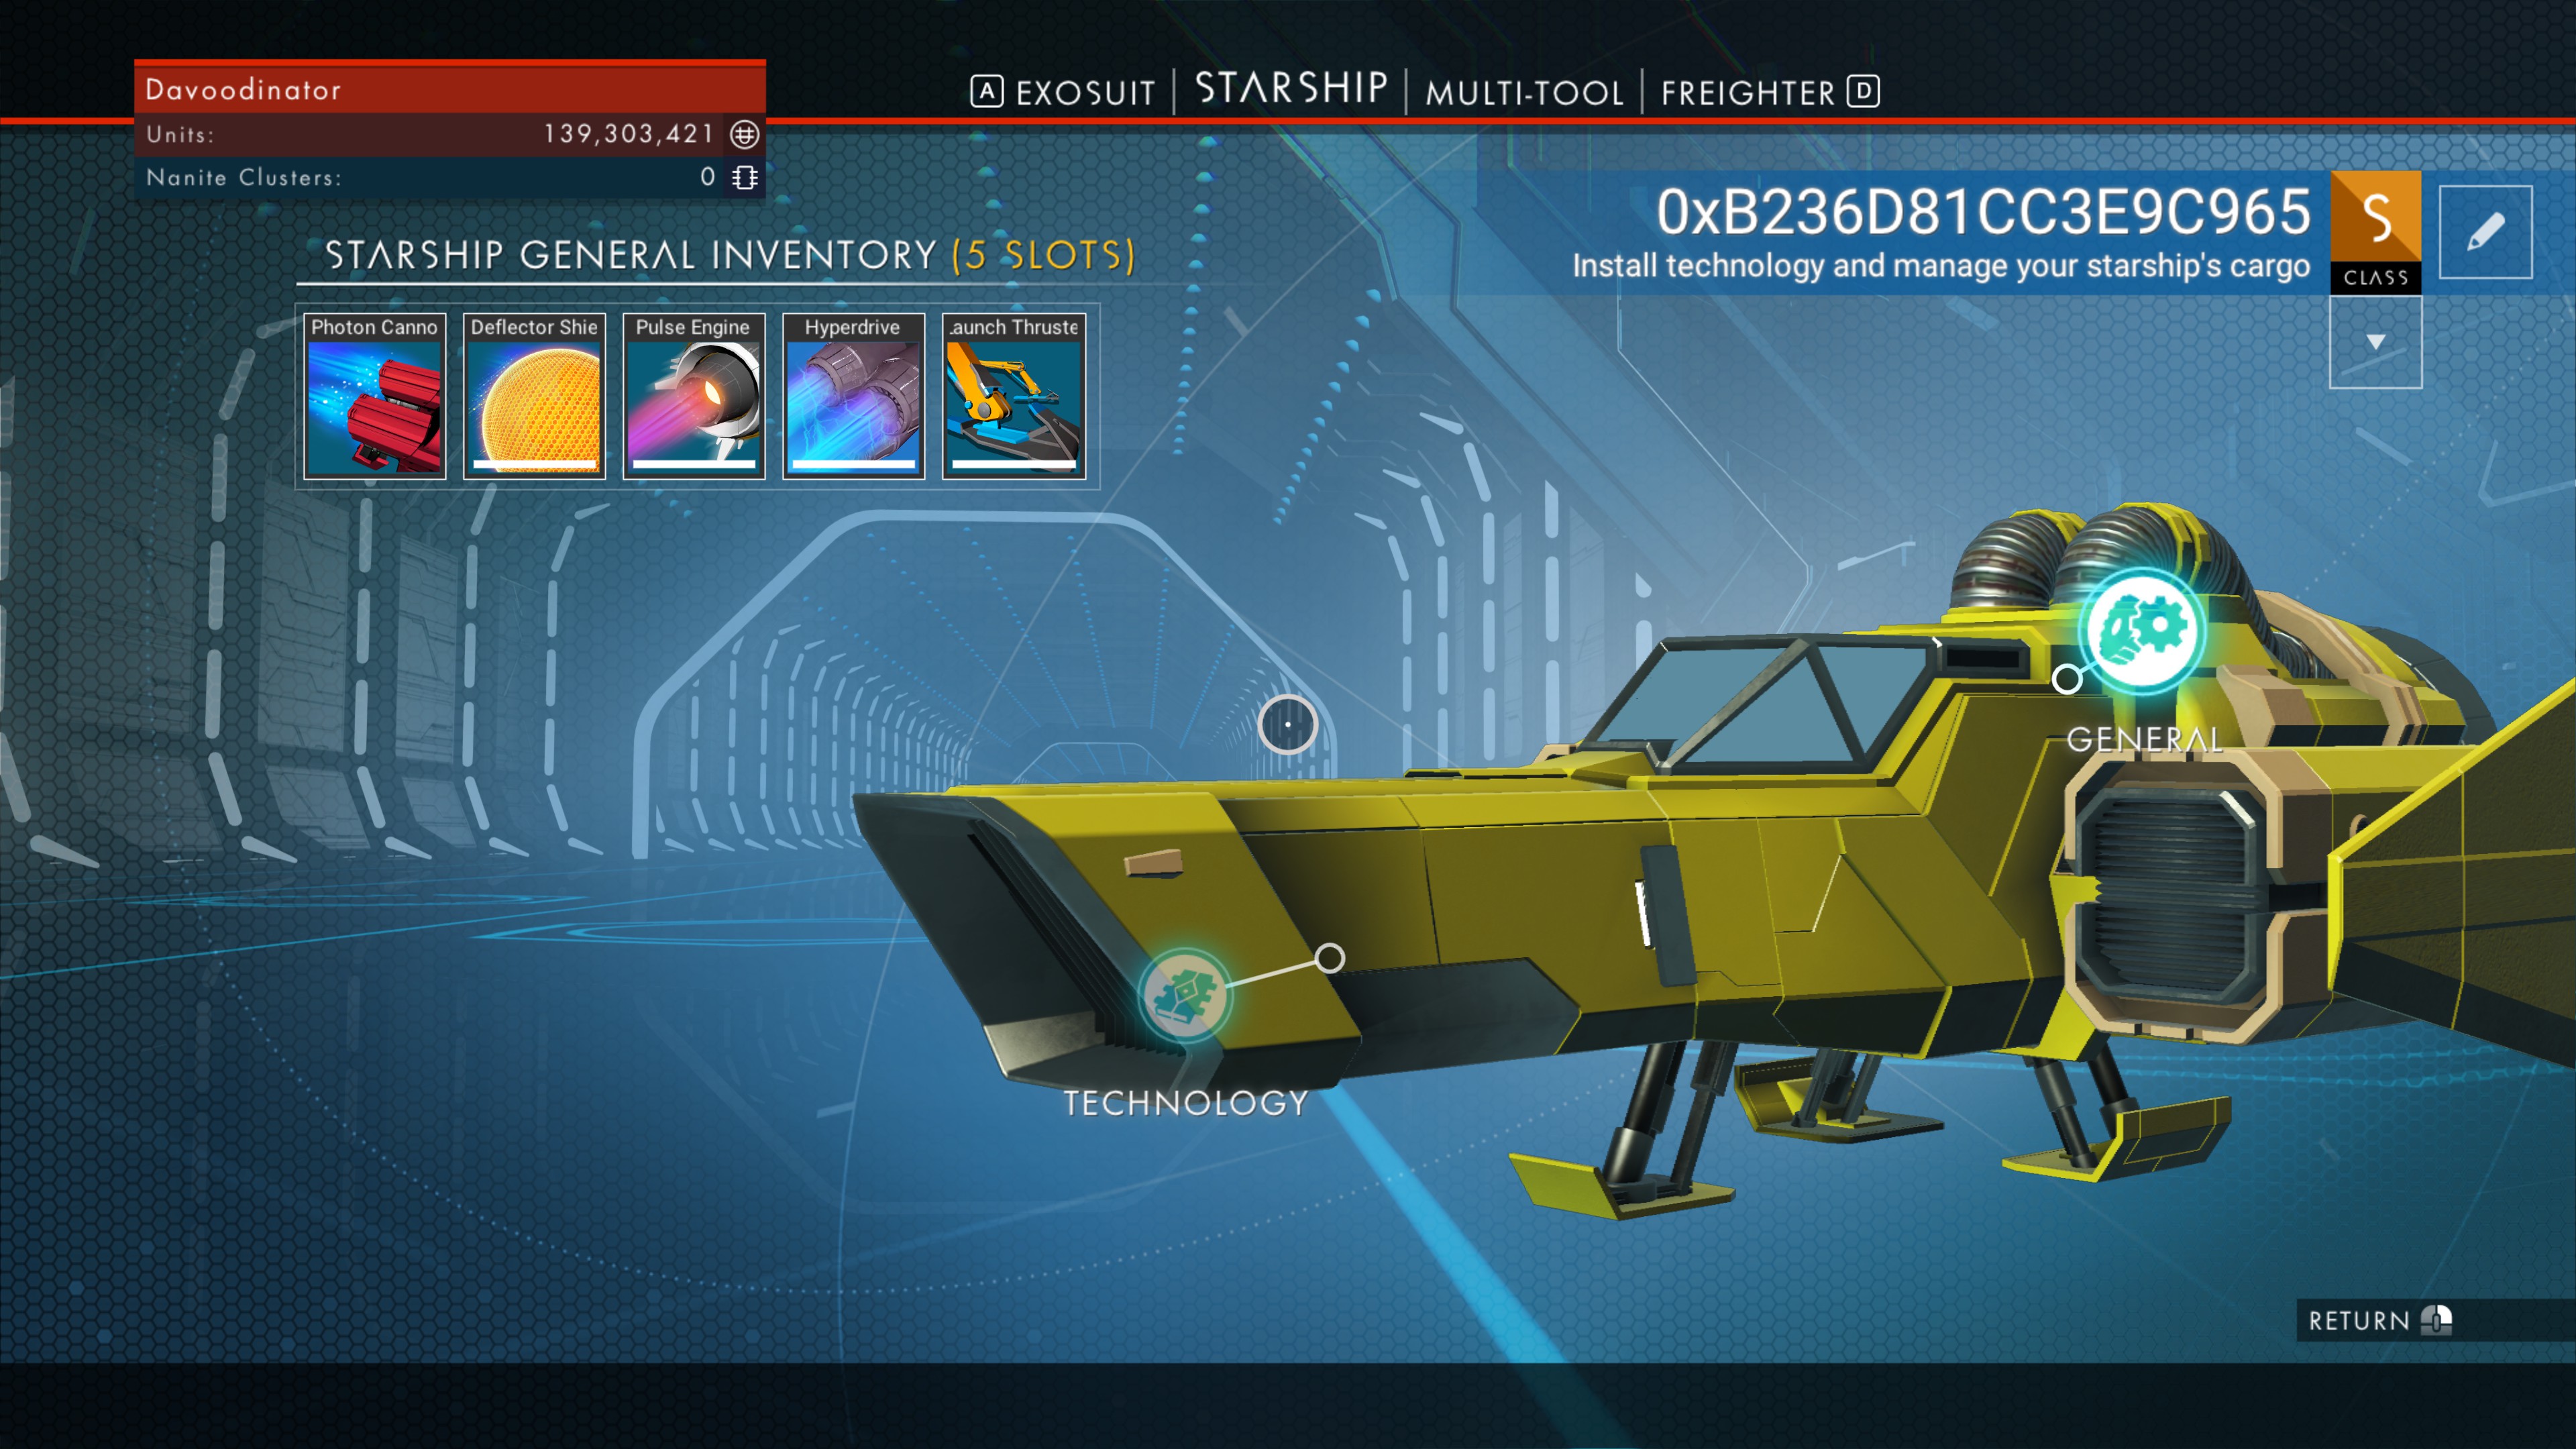 Davoodinator
Units: 139,303,421
Nanite Clusters: 0
A EXOSUIT STARSHIP MULTI-TOOL FREIGHTER D
0xB236D81CC3E9C965
Install technology and manage your starship's cargo
S
CLASS
STARSHIP GENERAL INVENTORY (5 SLOTS)
Photon Canno Deflector Shie Pulse Engine Hyperdrive aunch Thruste
GENERAL
TECHNOLOGY
RETURN